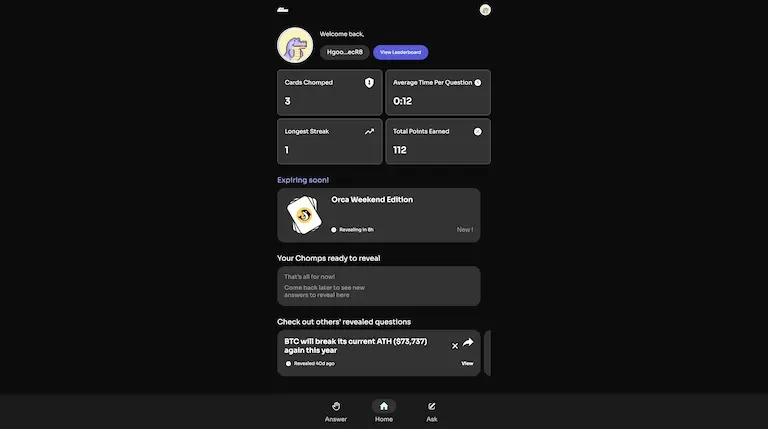 Welcome back,
Hgoo...ecR8
View Leaderboard
Cards Chomped
3
Average Time Per Question
0:12
Longest Streak
1
Total Points Earned
112
Expiring soon!
Orca Weekend Edition
Revealing in 8h
New !
Your Chomps ready to reveal
That's all for now!
Come back later to see new
answers to reveal here
Check out others' revealed questions
BTC will break its current ATH ($73,737)
again this year
Revealed 40d ago
View
Answer
Home
Ask